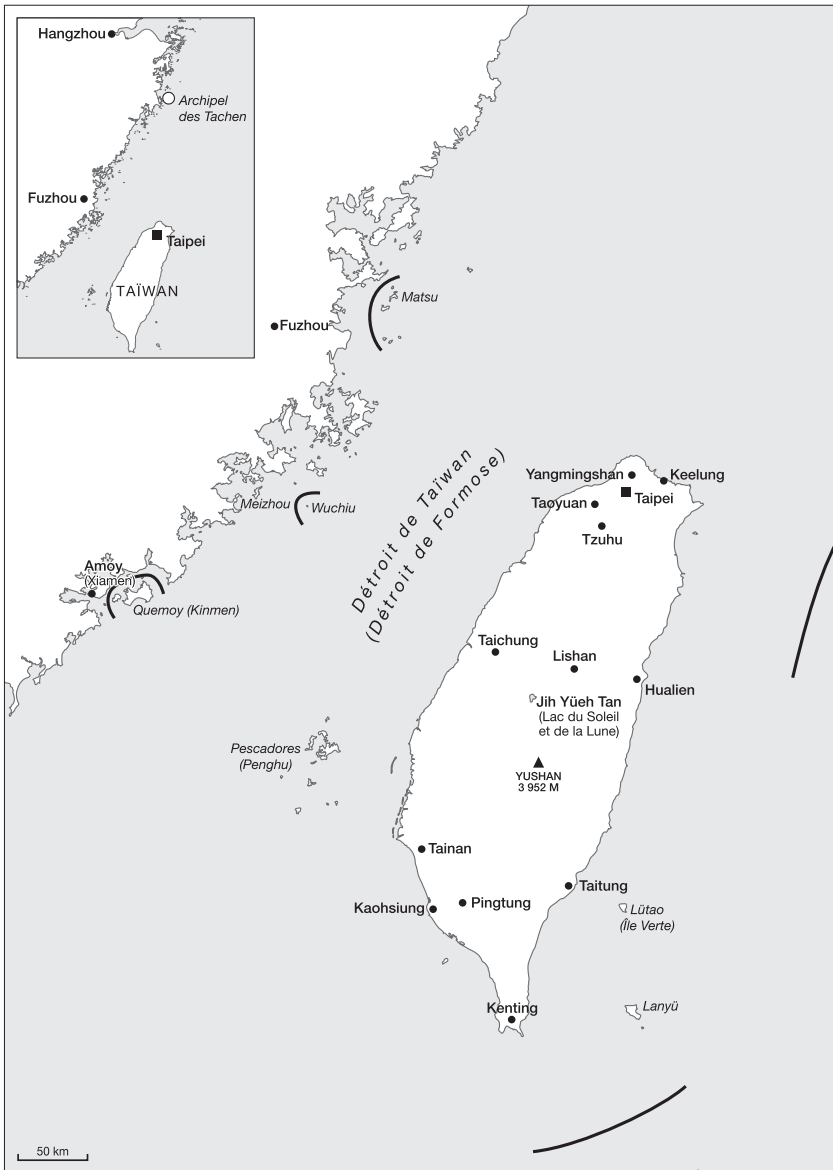 Hangzhou
Archipel
des Tachen
Fuzhou
Taipei
TAÏWAN
Matsu
Fuzhou
Détroit de Taïwan
(Détroit de Formose)
Yangmingshan
Keelung
Taipei
Taoyuan
Tzuhu
Meizhou
Wuchiu
Amoy
(Xiamen)
Quemoy (Kinmen)
Taichung
Lishan
Hualien
Jih Yüeh Tan
(Lac du Soleil
et de la Lune)
Pescadores
(Penghu)
YUSHAN
3 952 M
Tainan
Taitung
Kaohsiung
Pingtung
Lütao
(Île Verte)
Kenting
Lanyü
50 km